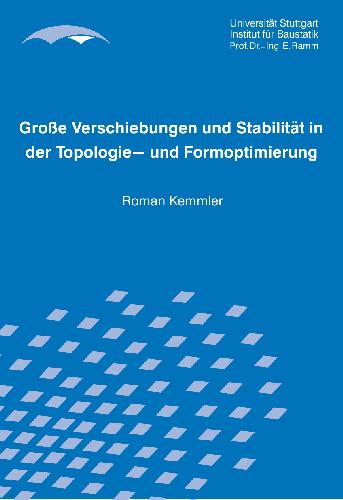 Universität Stuttgart
Institut für Baustatik
Prof.Dr.–Ing E.Ramm
Große Verschiebungen und Stabilität in
der Topologie– und Formoptimierung
Roman Kemmler